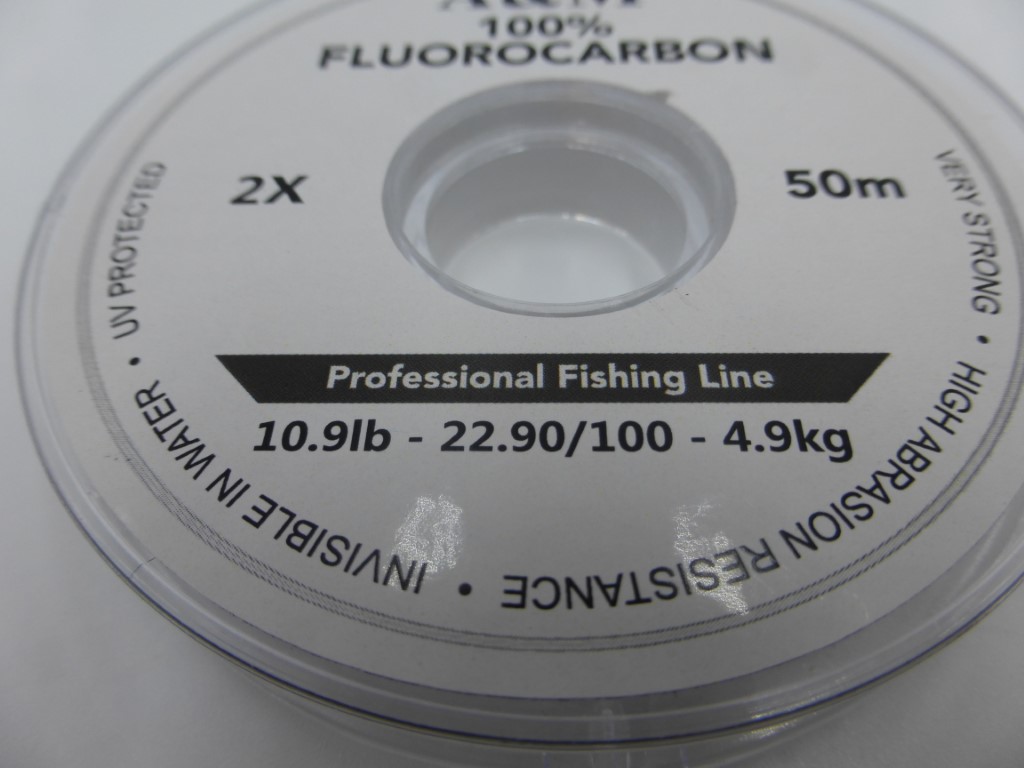 100%
FLUOROCARBON
2X
50m
Professional Fishing Line
10.9lb - 22.90/100 - 4.9kg
VERY STRONG • HIGH ABRASION RESISTANCE • INVISIBLE IN WATER • UV PROTECTED